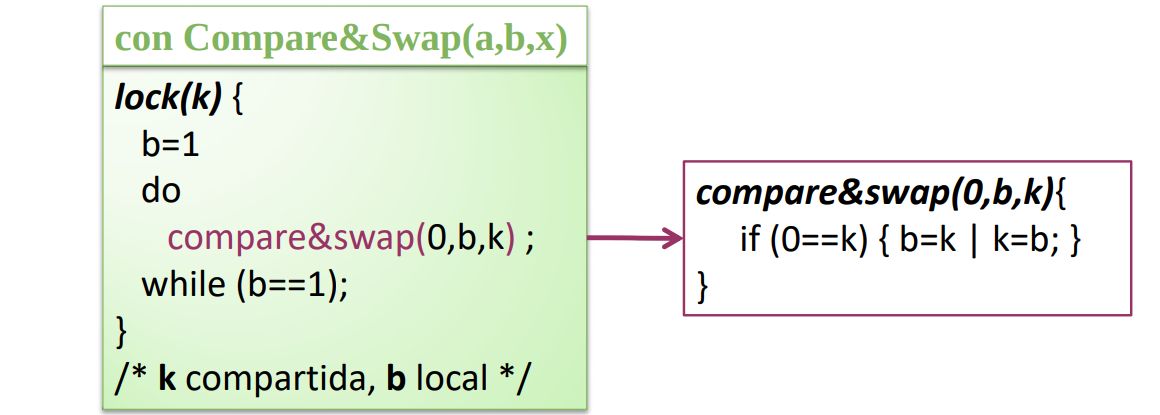 con Compare&Swap(a,b,x)
lock(k) {
b=1
do
compare&swap(0,b,k) ;
while (b==1);
}
/* k compartida, b local */
compare&swap(0,b,k){
if (0==k) { b=k | k=b; }
}